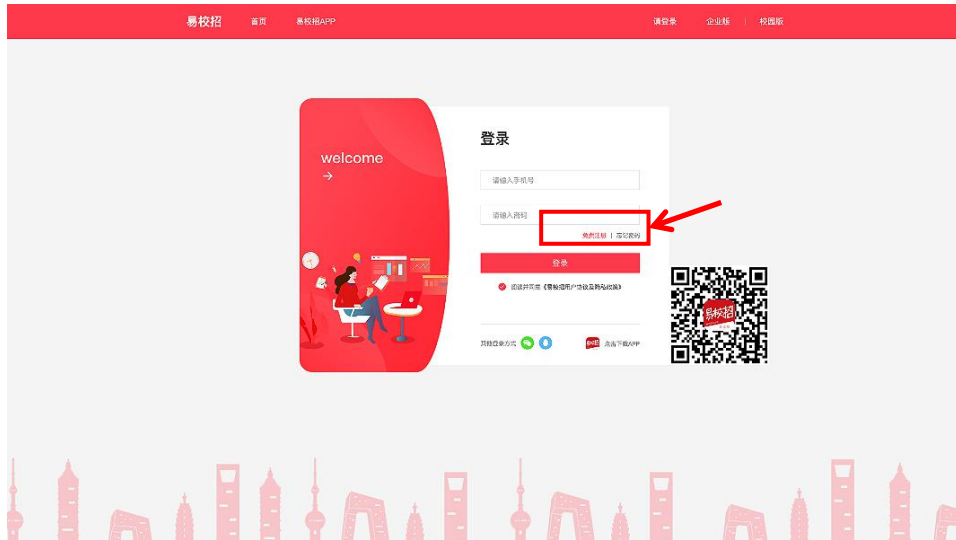 易校招 首页 易校招APP 请登录 企业版 | 校园版
welcome
→
登录
请输入手机号
请输入密码
免费注册 | 忘记密码
登录
阅读并同意《易校招用户协议及隐私政策》
其他登录方式 易校招 点击下载APP
易校招